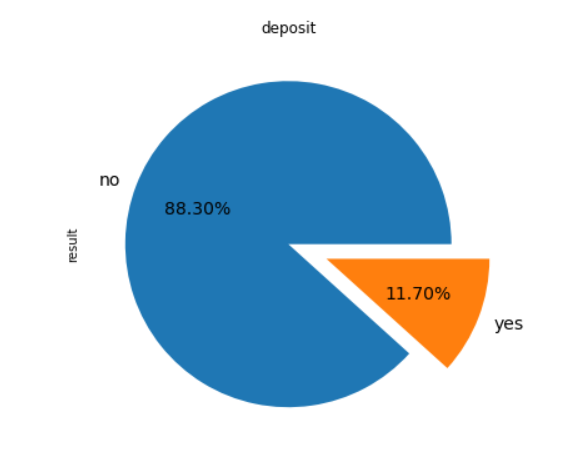 deposit
no
88.30%
result
11.70%
yes